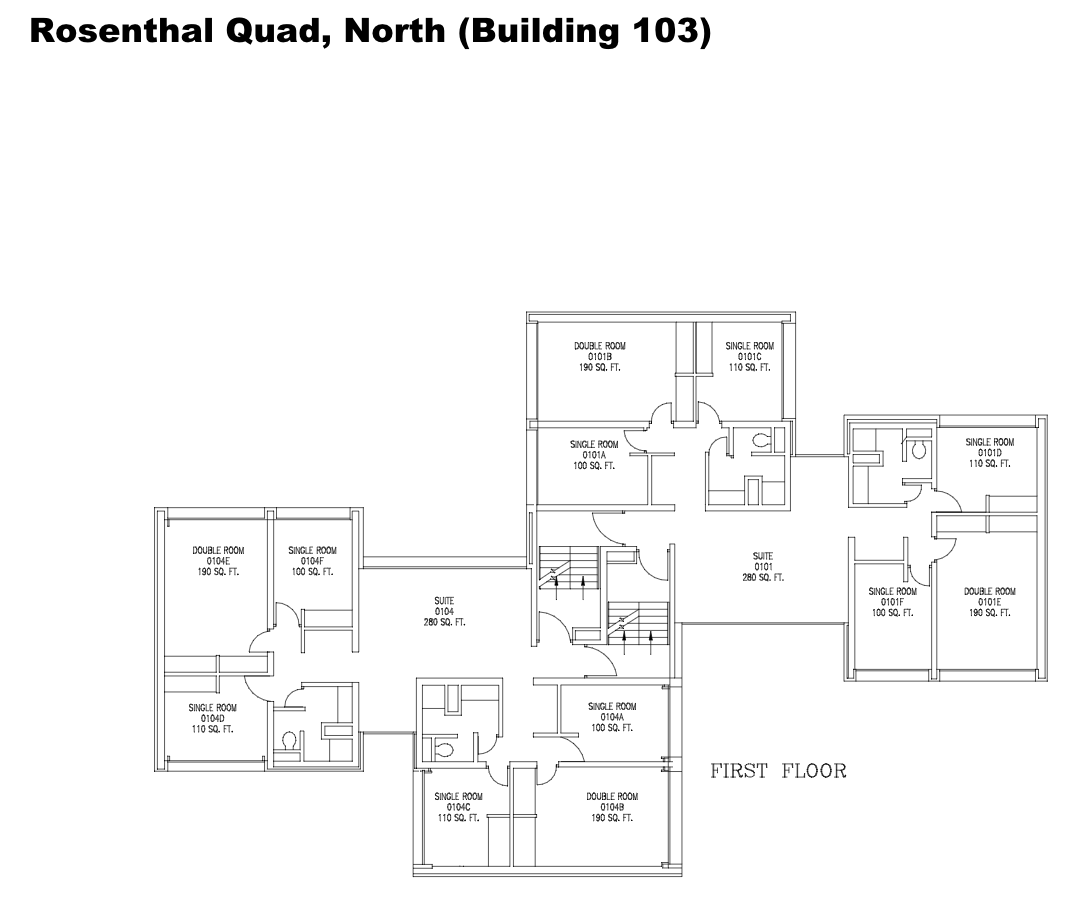 Rosenthal Quad, North (Building 103)
DOUBLE ROOM
0101B
190 SQ. FT.
SINGLE ROOM
0101C
110 SQ. FT.
SINGLE ROOM
0101A
100 SQ. FT.
SINGLE ROOM
0101D
110 SQ. FT.
DOUBLE ROOM
0104E
190 SQ. FT.
SINGLE ROOM
0104F
100 SQ. FT.
SUITE
0101
280 SQ. FT.
SINGLE ROOM
0101F
100 SQ. FT.
DOUBLE ROOM
0101E
190 SQ. FT.
SUITE
0104
280 SQ. FT.
SINGLE ROOM
0104D
110 SQ. FT.
SINGLE ROOM
0104A
100 SQ. FT.
FIRST FLOOR
SINGLE ROOM
0104C
110 SQ. FT.
DOUBLE ROOM
0104B
190 SQ. FT.